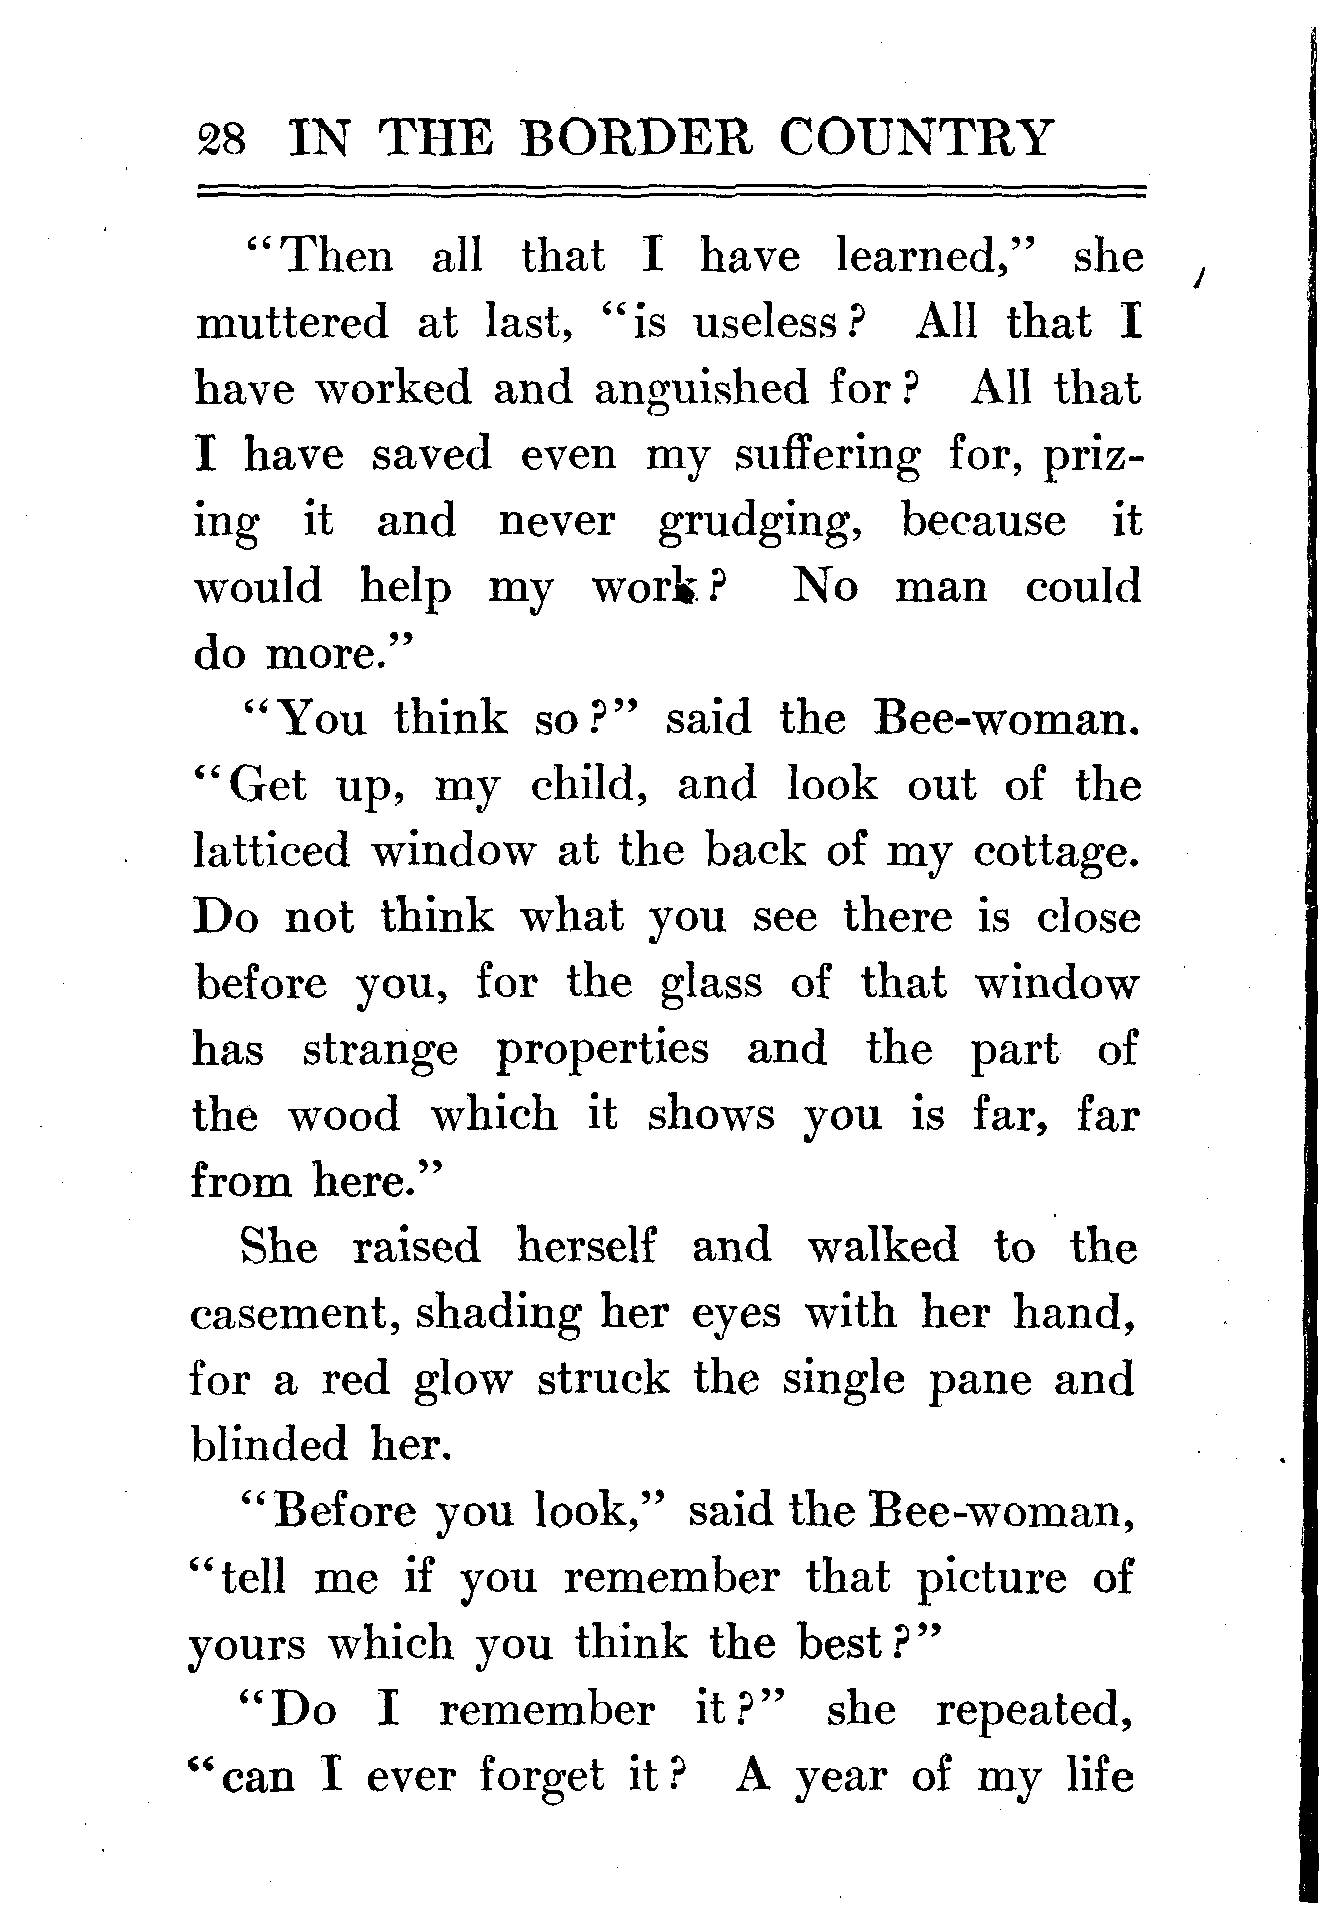 28 IN THE BORDER COUNTRY
"Then all that I have learned," she
muttered at last, "is useless? All that I
have worked and anguished for? All that
I have saved even my suffering for, priz-
ing it and never grudging, because it
would help my work? No man could
do more."
"You think so?" said the Bee-woman.
"Get up, my child, and look out of the
latticed window at the back of my cottage.
Do not think what you see there is close
before you, for the glass of that window
has strange properties and the part of
the wood which it shows you is far, far
from here."
She raised herself and walked to the
casement, shading her eyes with her hand,
for a red glow struck the single pane and
blinded her.
"Before you look," said the Bee-woman,
"tell me if you remember that picture of
yours which you think the best?"
"Do I remember it?" she repeated,
"can I ever forget it? A year of my life